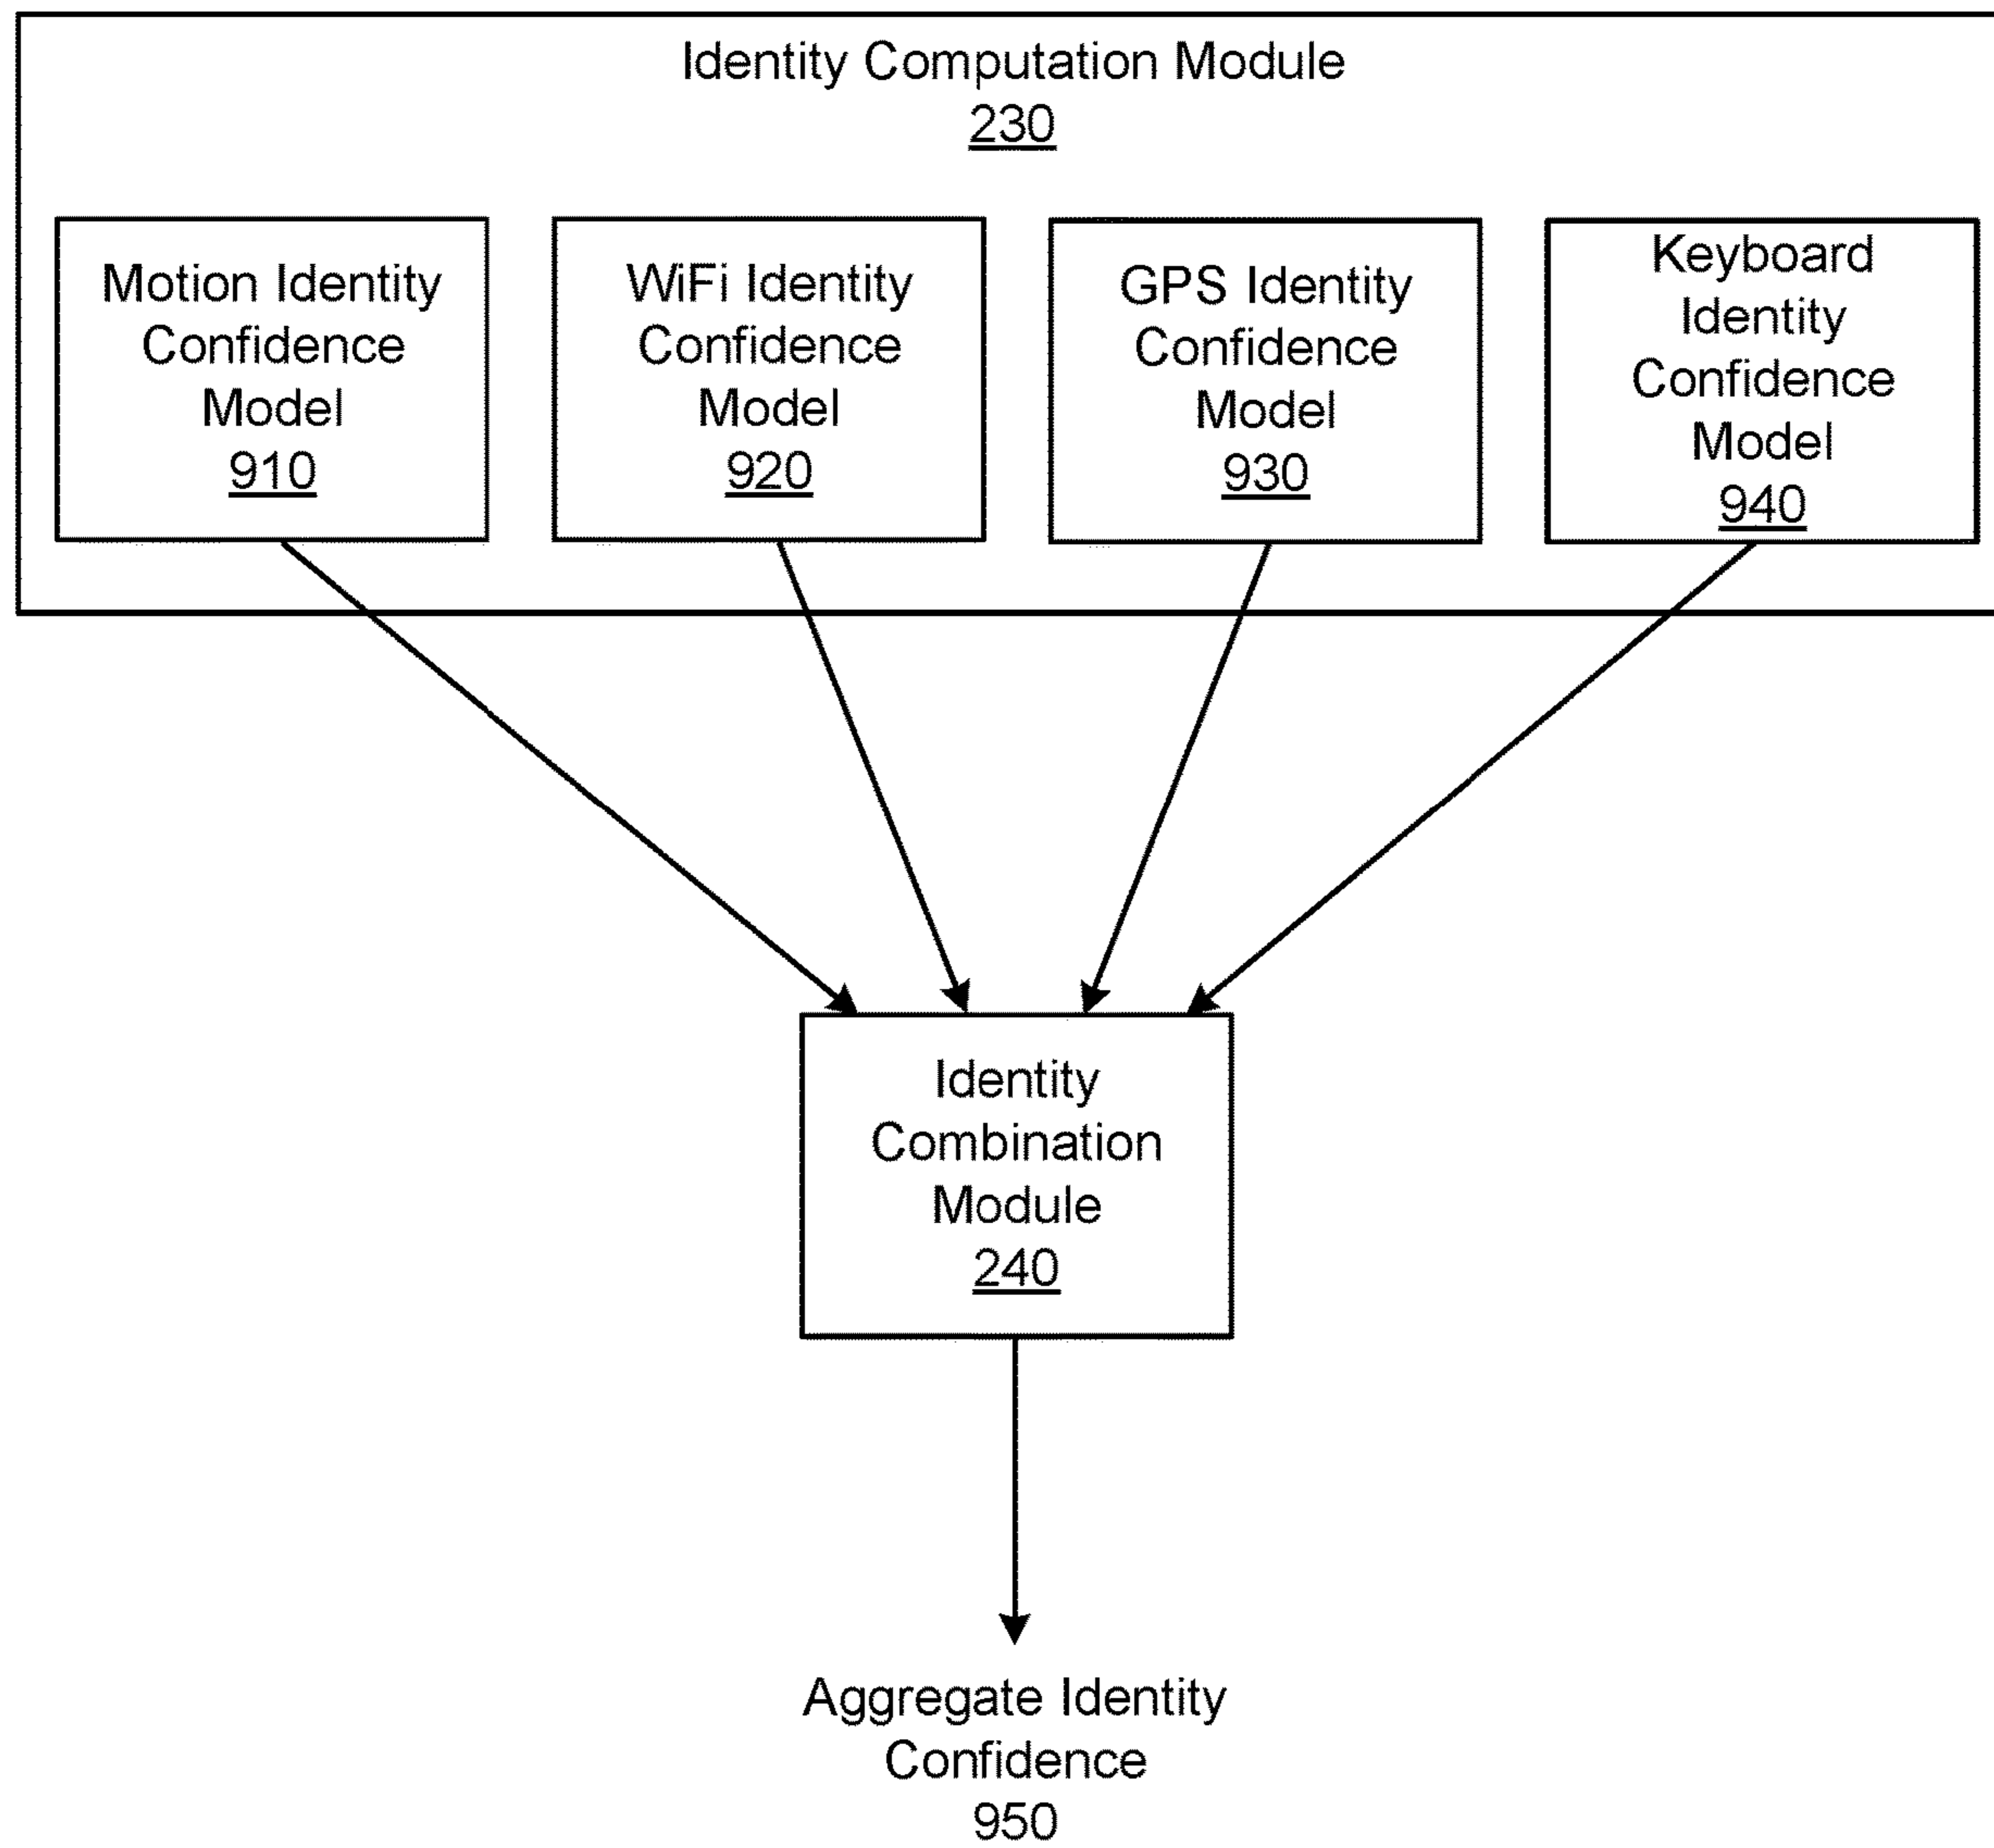 Identity Computation Module
230
Motion Identity
Confidence
Model
910
WiFi Identity
Confidence
Model
920
GPS Identity
Confidence
Model
930
Keyboard
Identity
Confidence
Model
940
Identity
Combination
Module
240
Aggregate Identity
Confidence
950